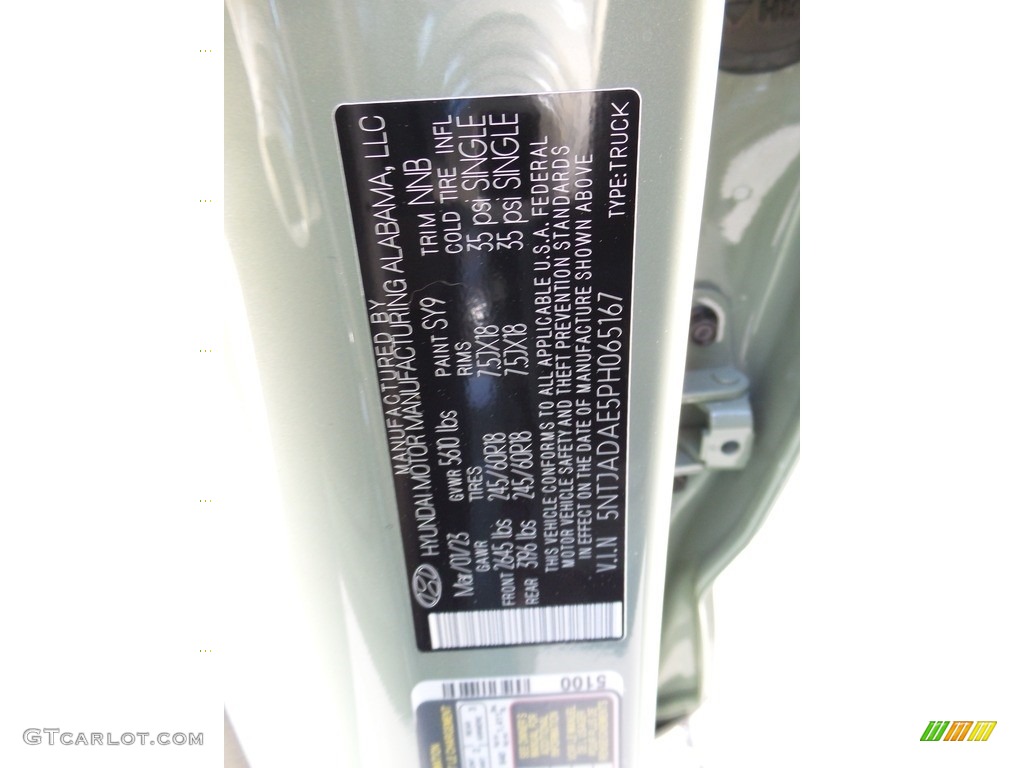 MANUFACTURED BY
HYUNDAI MOTOR MANUFACTURING ALABAMA, LLC
Mar/01/23 GVWR 5610 lbs PAINT SY9 TRIM NNB
GAWR TIRES RIMS COLD TIRE INFL
FRONT 2645 lbs 245/60R18 7.5JX18 35 psi SINGLE
REAR 3196 lbs 245/60R18 7.5JX18 35 psi SINGLE
THIS VEHICLE CONFORMS TO ALL APPLICABLE U.S.A. FEDERAL
MOTOR VEHICLE SAFETY AND THEFT PREVENTION STANDARDS
IN EFFECT ON THE DATE OF MANUFACTURE SHOWN ABOVE
V.I.N 5NTJADAE5PH065167 TYPE:TRUCK
5100
GTcarlot.com